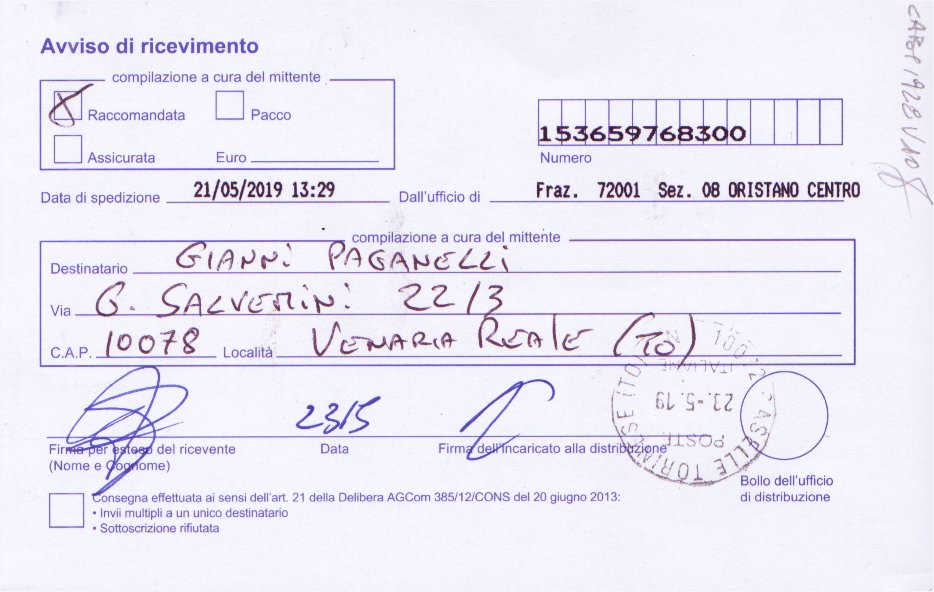 Avviso di ricevimento
compilazione a cura del mittente
X Raccomandata Pacco
Assicurata Euro
153659768300
Numero
Data di spedizione 21/05/2019 13:29 Dall'ufficio di Fraz. 72001 Sez. 08 ORISTANO CENTRO
compilazione a cura del mittente
Destinatario GIANNI PAGANELLI
Via G. SALVEMINI 22/3
C.A.P. 10078 Località VENARIA REALE (TO)
23/5
Firma per esteso del ricevente Data Firma dell'Incaricato alla distribuzione
(Nome e Cognome)
Bollo dell'ufficio
di distribuzione
POSTE ITALIANE
23.-5.19
Consegna effettuata ai sensi dell'art. 21 della Delibera AGCom 385/12/CONS del 20 giugno 2013:
• Invii multipli a un unico destinatario
• Sottoscrizione rifiutata